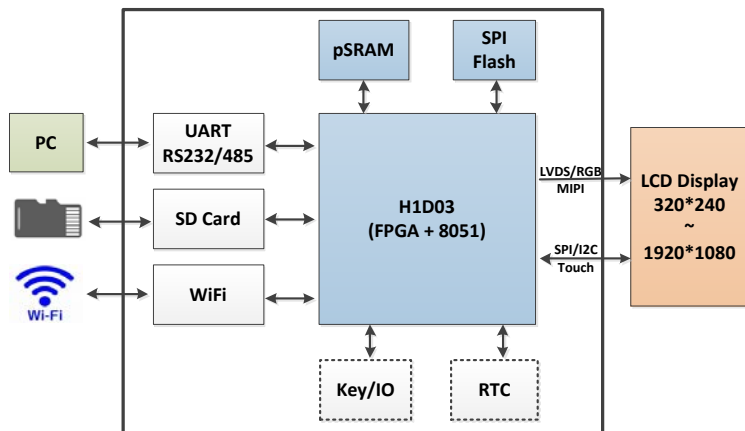 pSRAM
SPI
Flash
PC
UART
RS232/485
SD Card
WiFi
Wi-Fi
H1D03
(FPGA + 8051)
LVDS/RGB
MIPI
SPI/I2C
Touch
LCD Display
320*240
~
1920*1080
Key/IO
RTC